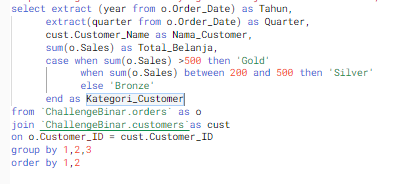 select extract (year from o.Order_Date) as Tahun,
extract(quarter from o.Order_Date) as Quarter,
cust.Customer_Name as Nama_Customer,
sum(o.Sales) as Total_Belanja,
case when sum(o.Sales) >500 then 'Gold'
when sum(o.Sales) between 200 and 500 then 'Silver'
else 'Bronze'
end as Kategori_Customer
from `ChallengeBinar.orders` as o
join `ChallengeBinar.customers`as cust
on o.Customer_ID = cust.Customer_ID
group by 1,2,3
order by 1,2